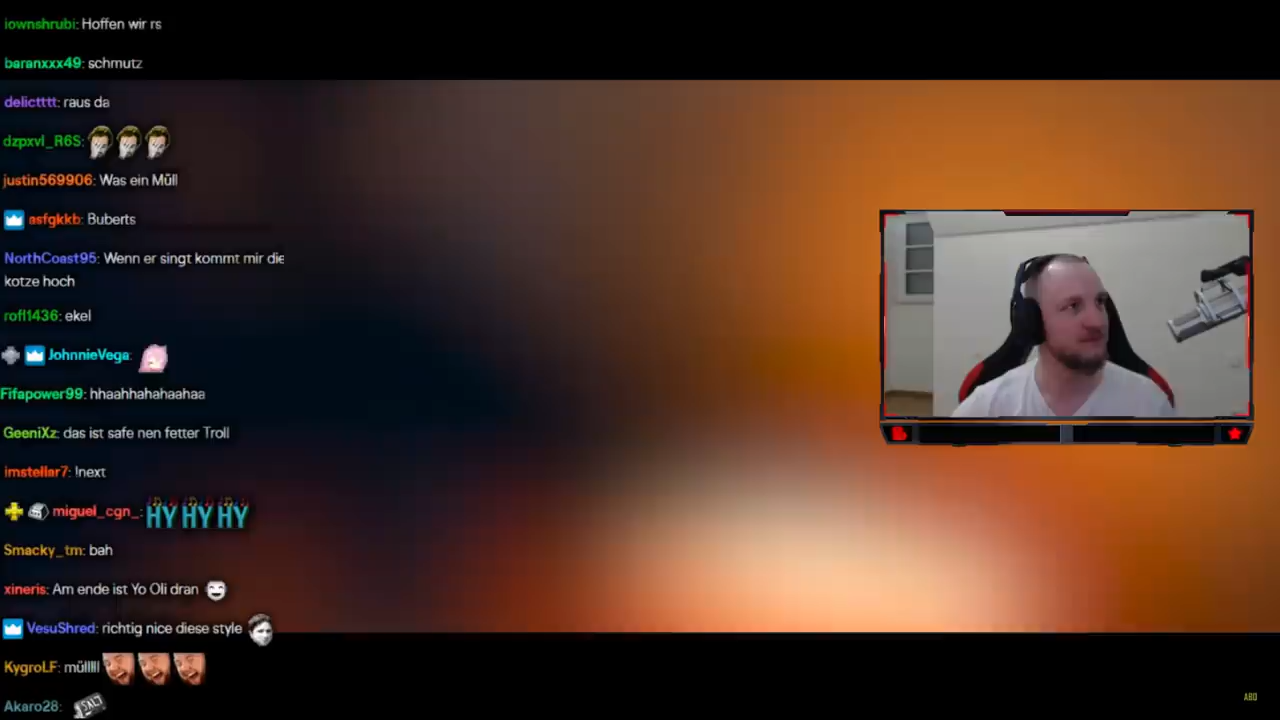 iownshrubi: Hoffen wir rs
baranxxx49: schmutz
delictttt: raus da
dzpxvl_R6S:
justin569906: Was ein Müll
asfgkkb: Buberts
NorthCoast95: Wenn er singt kommt mir die
kotze hoch
rofl1436: ekel
JohnnieVega:
Fifapower99: hhaahhahahaahaa
GeeniXz: das ist safe nen fetter Troll
imstellar7: !next
miguel_cgn_: HY HY HY
Smacky_tm: bah
xineris: Am ende ist Yo Oli dran
VesuShred: richtig nice diese style
KygroLF: mülllll
Akaro28: SALT
ABO